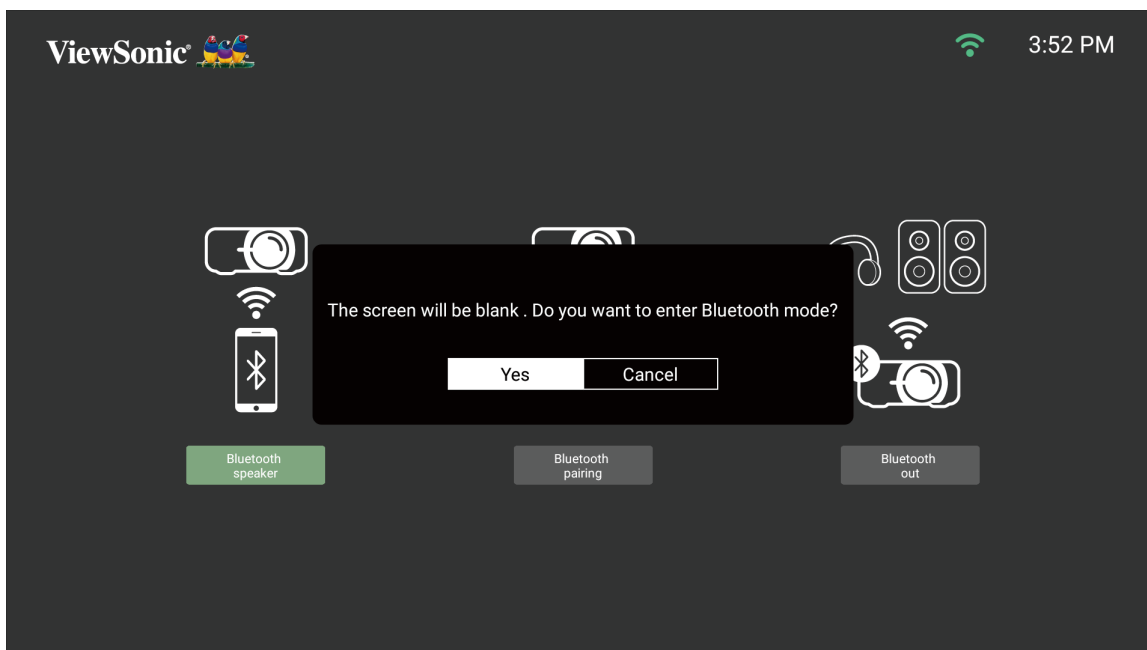 ViewSonic®
3:52 PM
The screen will be blank . Do you want to enter Bluetooth mode?
Yes
Cancel
Bluetooth
speaker
Bluetooth
pairing
Bluetooth
out